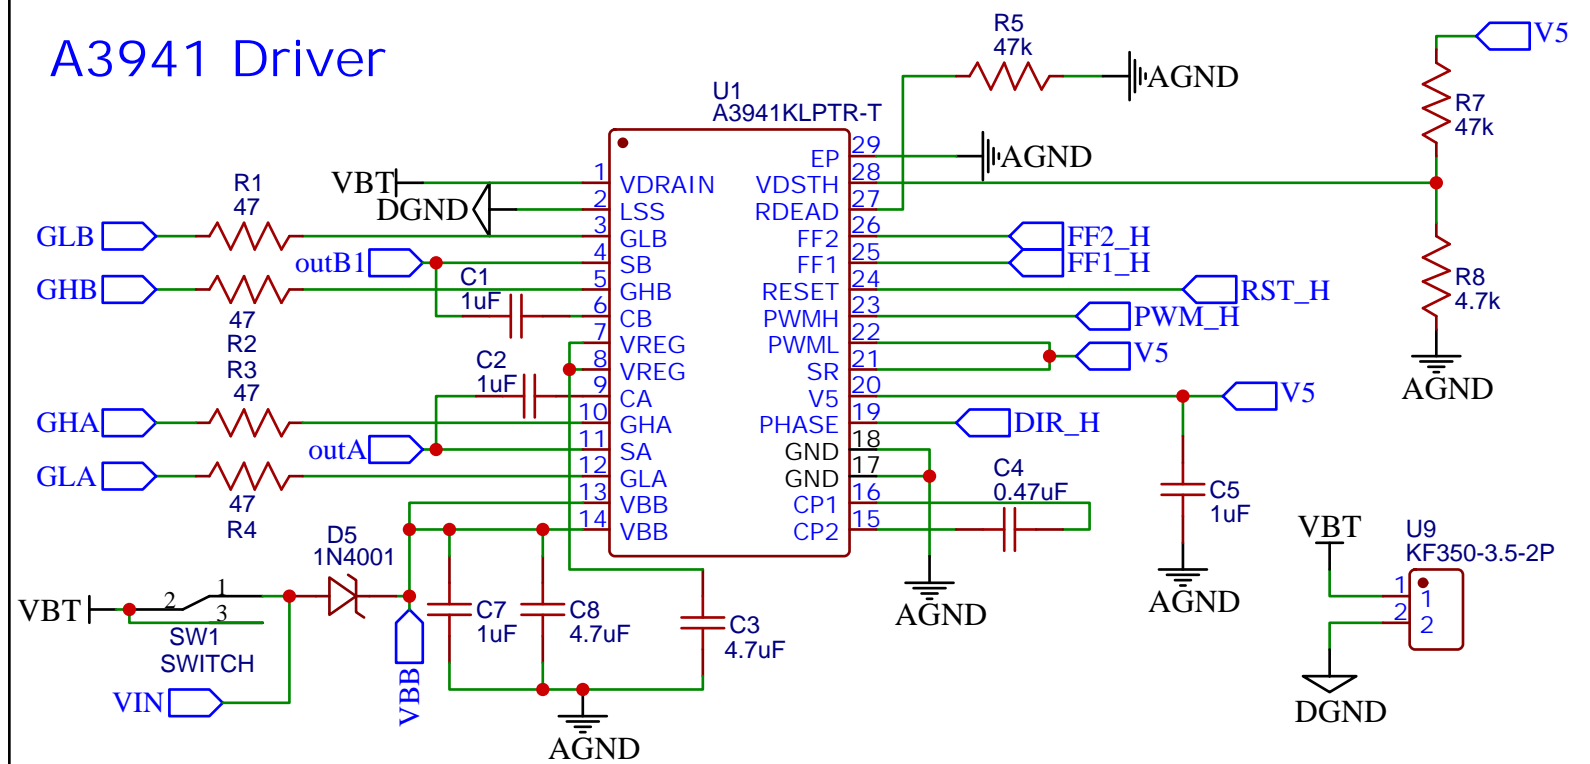 A3941 Driver
R5
47k
AGND
V5
R7
47k
U1
A3941KLPTR-T
AGND
VBT
DGND
R1
47
GLB
outB1
C1
1uF
GHB
47
R2
R3
47
C2
1uF
GHA
outA
GLA
47
R4
1 VDRAIN
2 LSS
3 GLB
4 SB
5 GHB
6 CB
7 VREG
8 VREG
9 CA
10 GHA
11 SA
12 GLA
13 VBB
14 VBB
EP 29
VDSTH 28
RDEAD 27
FF2 26
FF1 25
RESET 24
PWMH 23
PWML 22
SR 21
V5 20
PHASE 19
GND 18
GND 17
CP1 16
CP2 15
FF2_H
FF1_H
RST_H
PWM_H
V5
V5
DIR_H
R8
4.7k
AGND
C4
0.47uF
C5
1uF
AGND
AGND
D5
1N4001
VBT
2
1
3
SW1
SWITCH
VIN
VBB
C7
1uF
C8
4.7uF
C3
4.7uF
AGND
VBT
U9
KF350-3.5-2P
1 1
2 2
DGND